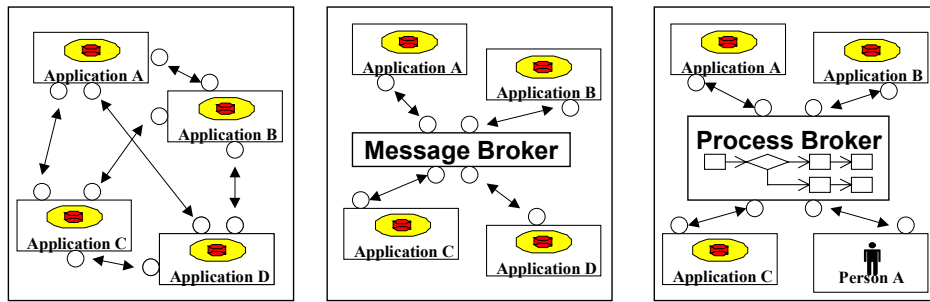 Application A
Application B
Application C
Application D
Application A
Application B
Message Broker
Application C
Application D
Application A
Application B
Process Broker
Application C
Person A